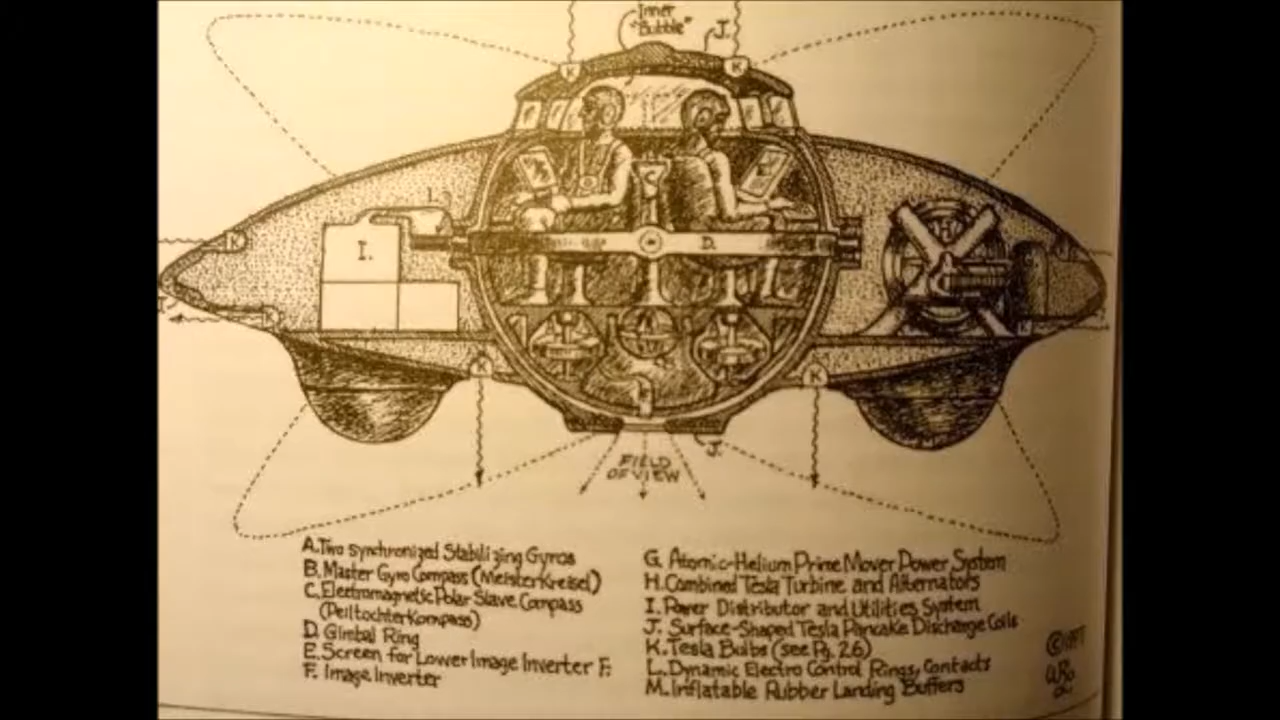 Inner
"Bubble"
J.
K
K
C
K
I.
D.
H
K
K
FIELD
OF VIEW
J.
A. Two synchronized Stabilizing Gyros
B. Master Gyro Compass (Meisterkreisel)
C. Electromagnetic Polar Slave Compass
(Peiltochterkompass)
D. Gimbal Ring
E. Screen for Lower Image Inverter F.
F. Image Inverter
G. Atomic-Helium Prime Mover Power System
H. Combined Tesla Turbine and Alternators
I. Power Distributor and Utilities System
J. Surface-Shaped Tesla Pancake Discharge Coils
K. Tesla Bulbs (see Pg. 26)
L. Dynamic Electro Control Rings, Contacts
M. Inflatable Rubber Landing Buffers